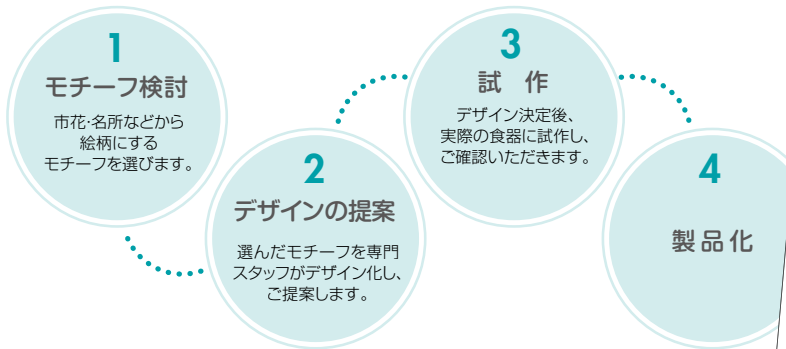 1
モチーフ検討
市花・名所などから
絵柄にする
モチーフを選びます。
2
デザインの提案
選んだモチーフを専門
スタッフがデザイン化し、
ご提案します。
3
試　作
デザイン決定後、
実際の食器に試作し、
ご確認いただきます。
4
製品化